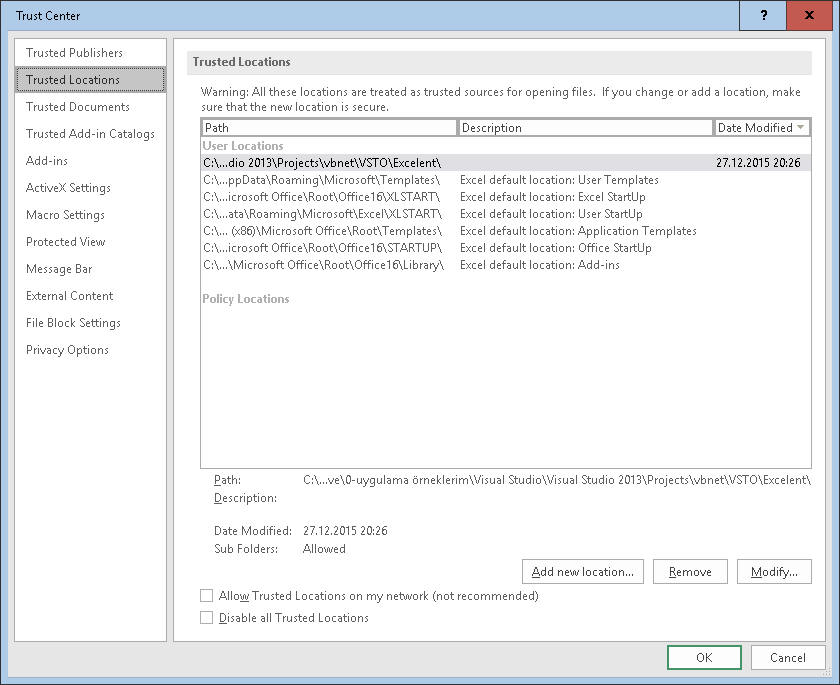 Trust Center
?
Trusted Publishers
Trusted Locations
Trusted Documents
Trusted Add-in Catalogs
Add-ins
ActiveX Settings
Macro Settings
Protected View
Message Bar
External Content
File Block Settings
Privacy Options
Trusted Locations
Warning: All these locations are treated as trusted sources for opening files. If you change or add a location, make
sure that the new location is secure.
Path Description Date Modified
User Locations
C:\...dio 2013\Projects\vbnet\VSTO\Excelent\ 27.12.2015 20:26
C:\...ppData\Roaming\Microsoft\Templates\ Excel default location: User Templates
C:\...icrosoft Office\Root\Office16\XLSTART\ Excel default location: Excel StartUp
C:\...ata\Roaming\Microsoft\Excel\XLSTART\ Excel default location: User StartUp
C:\... (x86)\Microsoft Office\Root\Templates\ Excel default location: Application Templates
C:\...icrosoft Office\Root\Office16\STARTUP\ Excel default location: Office StartUp
C:\...\Microsoft Office\Root\Office16\Library\ Excel default location: Add-ins
Policy Locations
Path: C:\...ve\0-uygulama örneklerim\Visual Studio\Visual Studio 2013\Projects\vbnet\VSTO\Excelent\
Description:
Date Modified: 27.12.2015 20:26
Sub Folders: Allowed
Add new location... Remove Modify...
Allow Trusted Locations on my network (not recommended)
Disable all Trusted Locations
OK Cancel